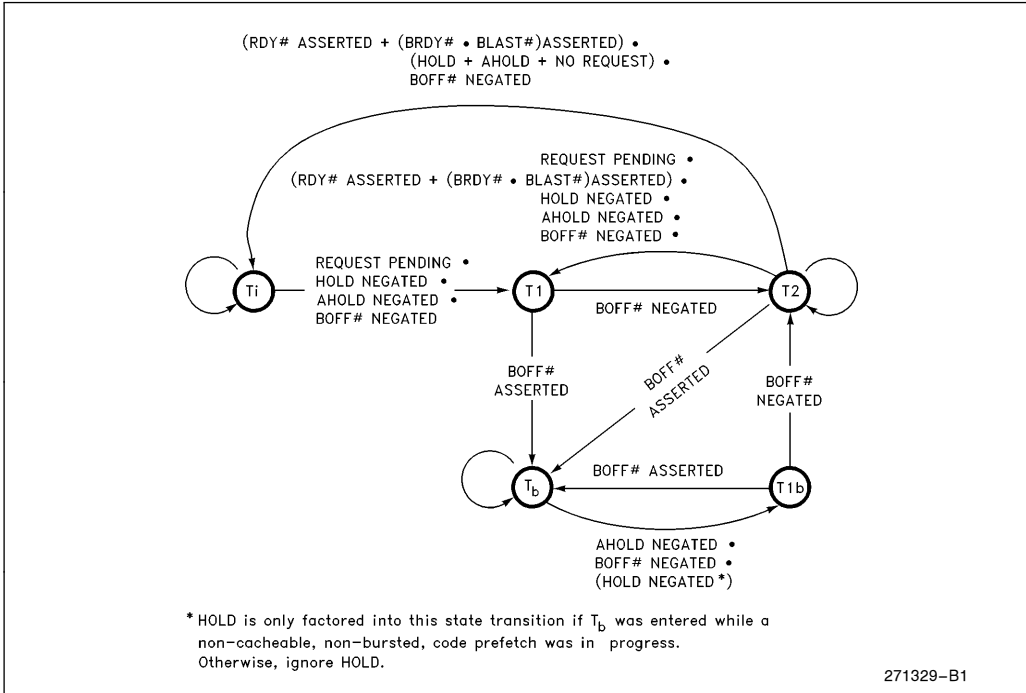 (RDY# ASSERTED + (BRDY# • BLAST#)ASSERTED) •
(HOLD + AHOLD + NO REQUEST) •
BOFF# NEGATED
REQUEST PENDING •
(RDY# ASSERTED + (BRDY# • BLAST#)ASSERTED) •
HOLD NEGATED •
AHOLD NEGATED •
BOFF# NEGATED •
REQUEST PENDING •
HOLD NEGATED •
AHOLD NEGATED •
BOFF# NEGATED
Ti
T1
T2
BOFF# NEGATED
BOFF#
ASSERTED
BOFF#
ASSERTED
BOFF#
NEGATED
BOFF# ASSERTED
Tb
T1b
AHOLD NEGATED •
BOFF# NEGATED •
(HOLD NEGATED*)
* HOLD is only factored into this state transition if Tb was entered while a
non-cacheable, non-bursted, code prefetch was in progress.
Otherwise, ignore HOLD.
271329-B1